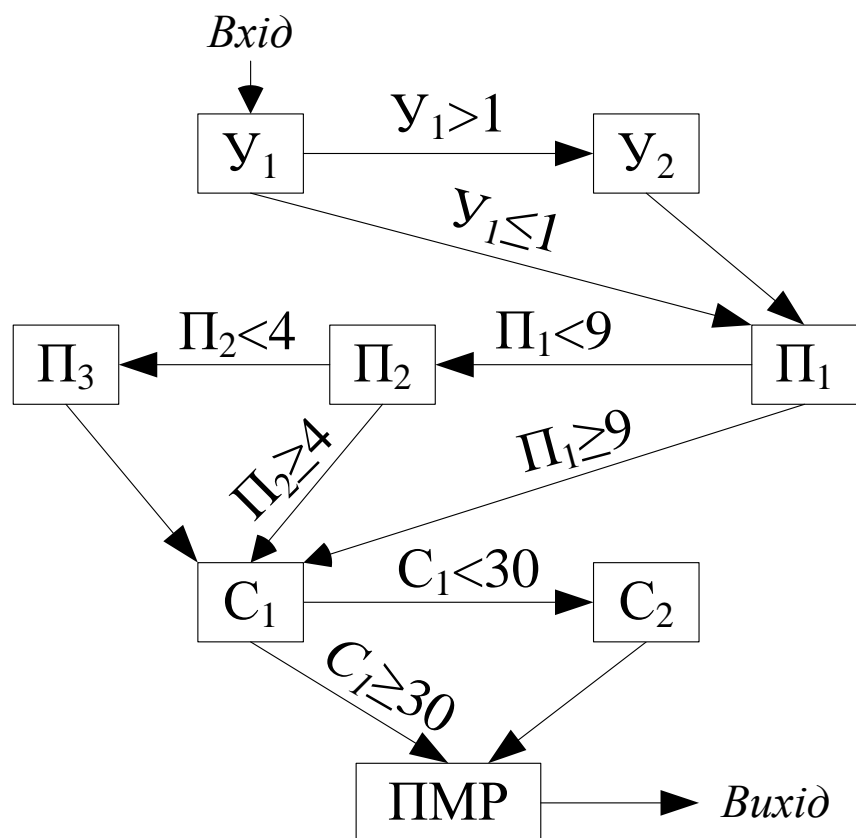 Вхід
У₁
У₁>1
У₂
У₁≤1
П₃
П₂<4
П₂
П₁<9
П₁
П₂≥4
П₁≥9
С₁
С₁<30
С₂
С₁≥30
ПМР
Вихід